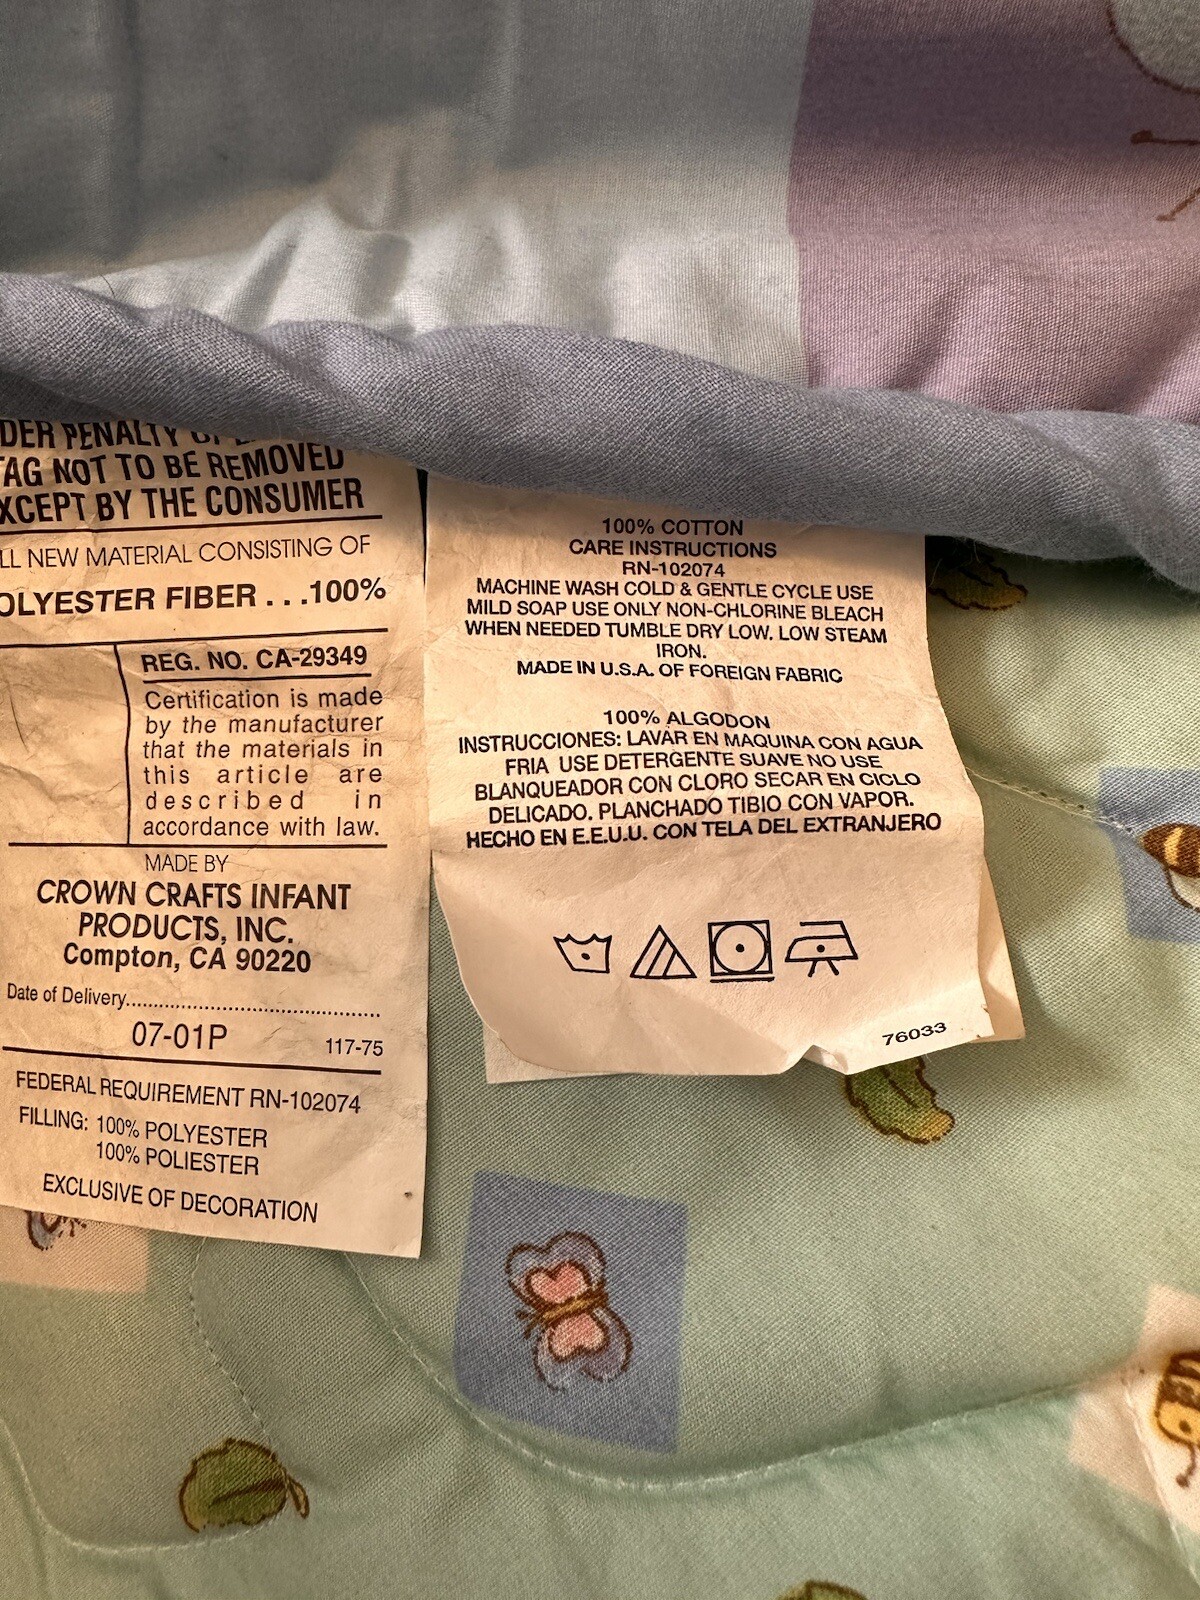 PENALTY
TAG NOT TO BE REMOVED
EXCEPT BY THE CONSUMER
LL NEW MATERIAL CONSISTING OF
OLYESTER FIBER . . .100%
REG. NO. CA-29349
Certification is made
by the manufacturer
that the materials in
this article are
described in
accordance with law.
MADE BY
CROWN CRAFTS INFANT
PRODUCTS, INC.
Compton, CA 90220
Date of Delivery
07-01P
117-75
FEDERAL REQUIREMENT RN-102074
FILLING: 100% POLYESTER
100% POLIESTER
EXCLUSIVE OF DECORATION
100% COTTON
CARE INSTRUCTIONS
RN-102074
MACHINE WASH COLD & GENTLE CYCLE USE
MILD SOAP USE ONLY NON-CHLORINE BLEACH
WHEN NEEDED TUMBLE DRY LOW. LOW STEAM
IRON.
MADE IN U.S.A. OF FOREIGN FABRIC
100% ALGODON
INSTRUCCIONES: LAVAR EN MAQUINA CON AGUA
FRIA USE DETERGENTE SUAVE NO USE
BLANQUEADOR CON CLORO SECAR EN CICLO
DELICADO. PLANCHADO TIBIO CON VAPOR.
HECHO EN E.E.U.U. CON TELA DEL EXTRANJERO
76033